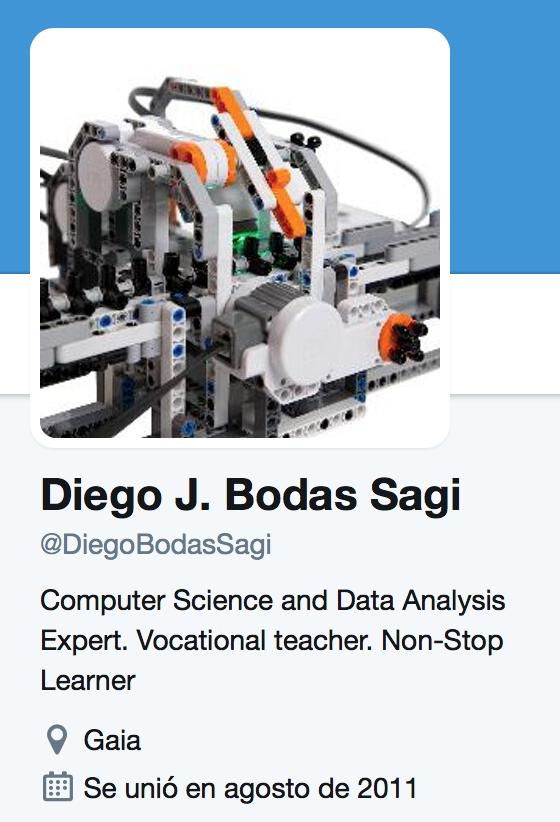 Diego J. Bodas Sagi
@DiegoBodasSagi
Computer Science and Data Analysis
Expert. Vocational teacher. Non-Stop
Learner
Gaia
Se unió en agosto de 2011